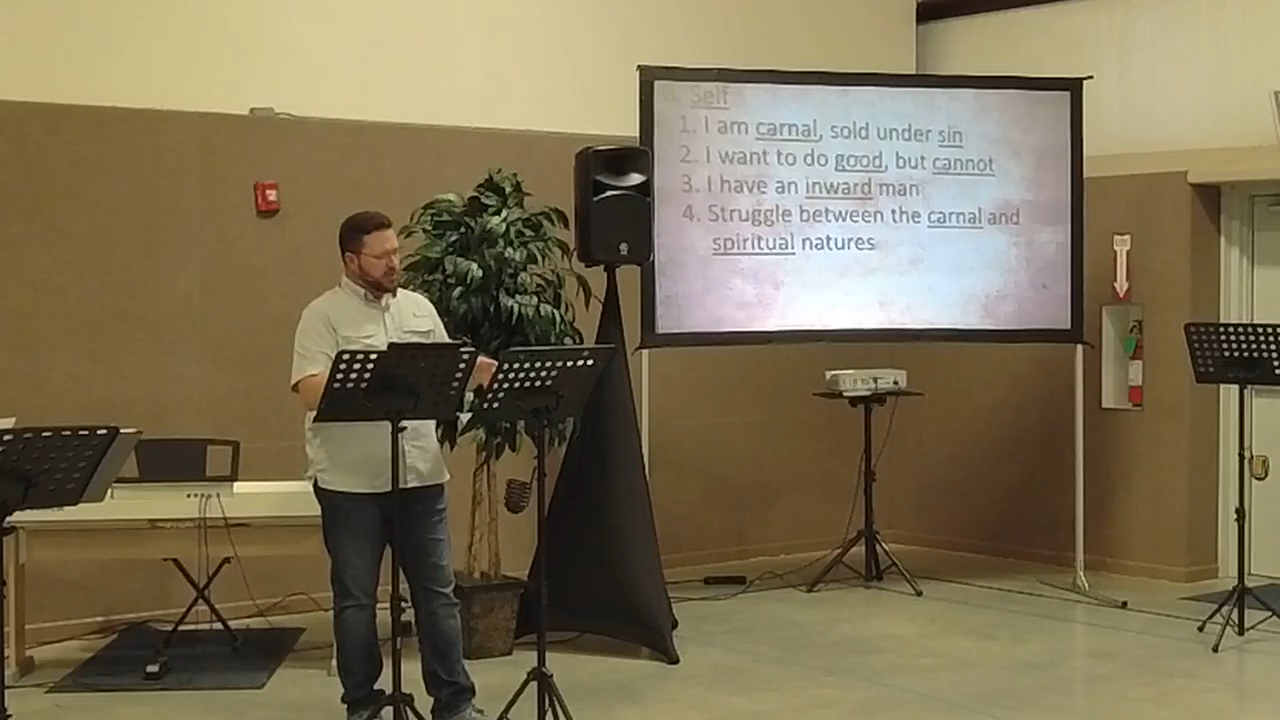 Self
1. I am carnal, sold under sin
2. I want to do good, but cannot
3. I have an inward man
4. Struggle between the carnal and
spiritual natures